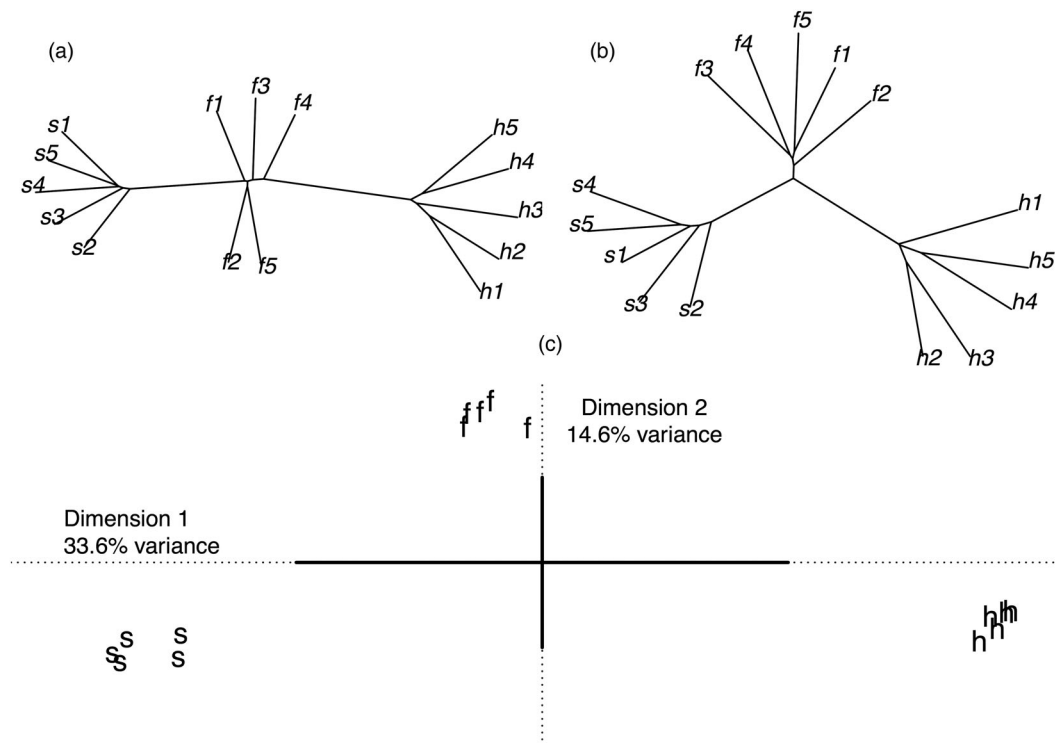 (a)
s1
s5
s4
s3
s2
f1
f3
f4
f2
f5
h5
h4
h3
h2
h1
(b)
f3
f4
f5
f1
f2
s4
s5
s1
s3
s2
h1
h5
h4
h3
h2
(c)
f
f
f
f
f
Dimension 2
14.6% variance
Dimension 1
33.6% variance
s
s
s
s
s
h
h
h
h
h